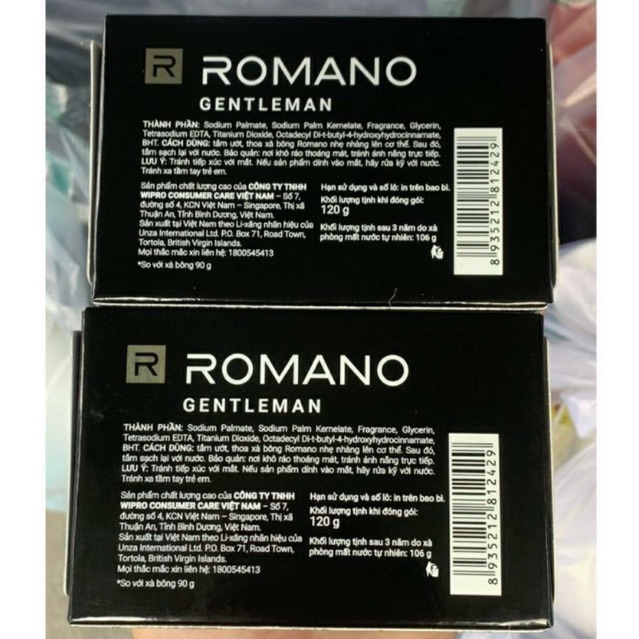 R ROMANO
GENTLEMAN
THÀNH PHẦN: Sodium Palmate, Sodium Palm Kernelate, Fragrance, Glycerin,
Tetrasodium EDTA, Titanium Dioxide, Octadecyl Di-t-butyl-4-hydroxyhydrocinnamate,
BHT. CÁCH DÙNG: tắm ướt, thoa xà bông Romano nhẹ nhàng lên cơ thể. Sau đó,
tắm sạch lại với nước. Bảo quản: nơi khô ráo thoáng mát, tránh ánh nắng trực tiếp.
LƯU Ý: Tránh tiếp xúc với mắt. Nếu sản phẩm dính vào mắt, hãy rửa kỹ với nước.
Tránh xa tầm tay trẻ em.
Sản phẩm chất lượng cao của CÔNG TY TNHH
WIPRO CONSUMER CARE VIỆT NAM – Số 7,
đường số 4, KCN Việt Nam – Singapore, Thị xã
Thuận An, Tỉnh Bình Dương, Việt Nam.
Sản xuất tại Việt Nam theo Li-xăng nhãn hiệu của
Unza International Ltd. P.O. Box 71, Road Town,
Tortola, British Virgin Islands.
Mọi thắc mắc xin liên hệ: 1800545413
*So với xà bông 90 g
Hạn sử dụng và số lô: in trên bao bì.
Khối lượng tịnh khi đóng gói:
120 g
Khối lượng tịnh sau 3 năm do xà
phòng mất nước tự nhiên: 106 g
8 935212 812429
R ROMANO
GENTLEMAN
THÀNH PHẦN: Sodium Palmate, Sodium Palm Kernelate, Fragrance, Glycerin,
Tetrasodium EDTA, Titanium Dioxide, Octadecyl Di-t-butyl-4-hydroxyhydrocinnamate,
BHT. CÁCH DÙNG: tắm ướt, thoa xà bông Romano nhẹ nhàng lên cơ thể. Sau đó,
tắm sạch lại với nước. Bảo quản: nơi khô ráo thoáng mát, tránh ánh nắng trực tiếp.
LƯU Ý: Tránh tiếp xúc với mắt. Nếu sản phẩm dính vào mắt, hãy rửa kỹ với nước.
Tránh xa tầm tay trẻ em.
Sản phẩm chất lượng cao của CÔNG TY TNHH
WIPRO CONSUMER CARE VIỆT NAM – Số 7,
đường số 4, KCN Việt Nam – Singapore, Thị xã
Thuận An, Tỉnh Bình Dương, Việt Nam.
Sản xuất tại Việt Nam theo Li-xăng nhãn hiệu của
Unza International Ltd. P.O. Box 71, Road Town,
Tortola, British Virgin Islands.
Mọi thắc mắc xin liên hệ: 1800545413
*So với xà bông 90 g
Hạn sử dụng và số lô: in trên bao bì.
Khối lượng tịnh khi đóng gói:
120 g
Khối lượng tịnh sau 3 năm do xà
phòng mất nước tự nhiên: 106 g
8 935212 812429